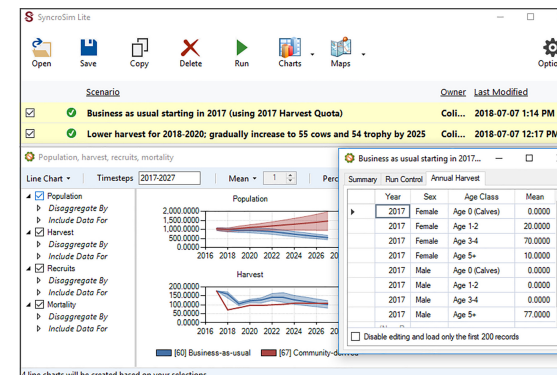 SyncroSim Lite
Open Save Copy Delete Run Charts Maps
Scenario Owner Last Modified
Business as usual starting in 2017 (using 2017 Harvest Quota) Coli... 2018-07-07 1:14 PM
Lower harvest for 2018-2020; gradually increase to 55 cows and 54 trophy by 2025 Coli... 2018-07-07 12:17 PM
Population, harvest, recruits, mortality
Line Chart Timesteps 2017-2027 Mean 1
Population
Disaggregate By
Include Data For
Harvest
Disaggregate By
Include Data For
Recruits
Disaggregate By
Include Data For
Mortality
Disaggregate By
Include Data For
Population
2,000.0000
1,500.0000
1,000.0000
500.0000
0.0000
2016 2018 2020 2022 2024 2026
Harvest
200.0000
150.0000
100.0000
50.0000
0.0000
2016 2018 2020 2022 2024 2026
[60] Business-as-usual [67]
4 line charts will be created based on your selections.
Business as usual starting in 2017...
Summary Run Control Annual Harvest
Year Sex Age Class Mean
2017 Female Age 0 (Calves) 0.0000
2017 Female Age 1-2 20.0000
2017 Female Age 3-4 70.0000
2017 Female Age 5+ 10.0000
2017 Male Age 0 (Calves) 0.0000
2017 Male Age 1-2 0.0000
2017 Male Age 3-4 0.0000
2017 Male Age 5+ 77.0000
Disable editing and load only the first 200 records